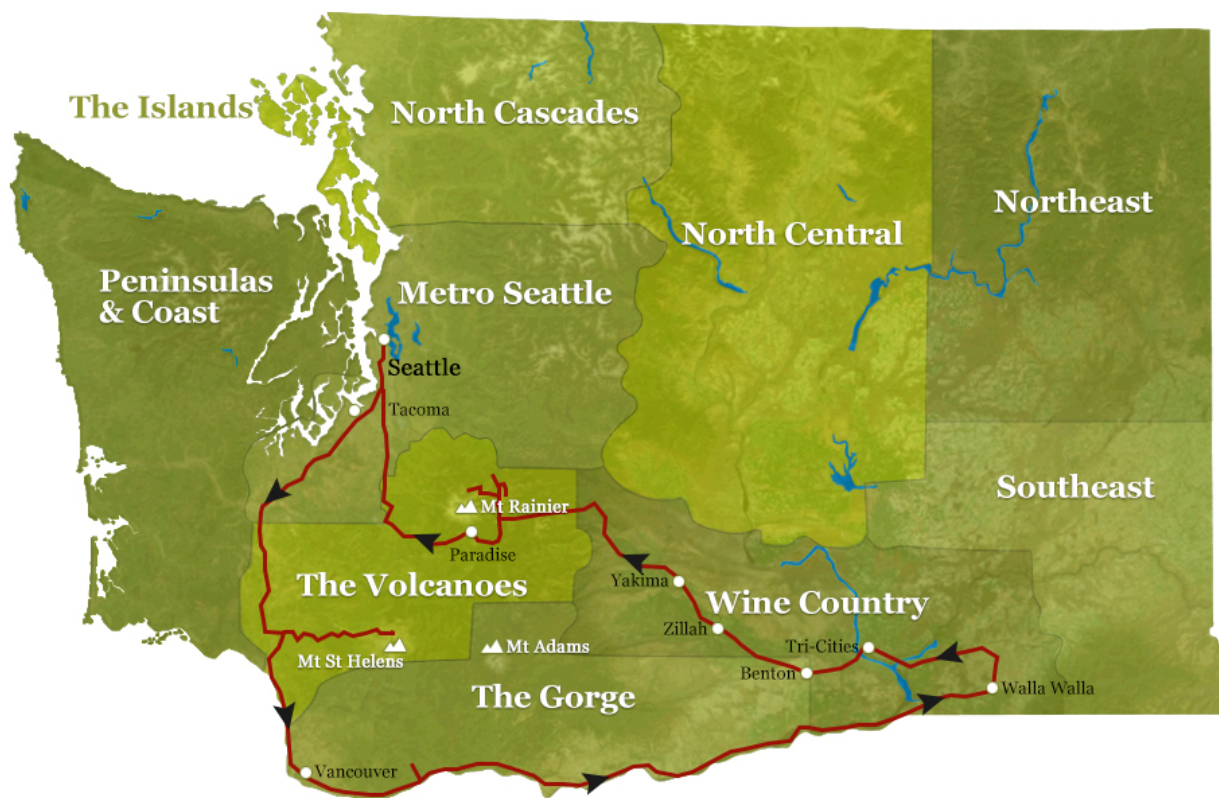 The Islands
North Cascades
Northeast
North Central
Peninsulas
& Coast
Metro Seattle
Seattle
Tacoma
Southeast
Mt Rainier
Paradise
The Volcanoes
Yakima
Wine Country
Zillah
Tri-Cities
Mt St Helens
Mt Adams
Benton
Walla Walla
The Gorge
Vancouver